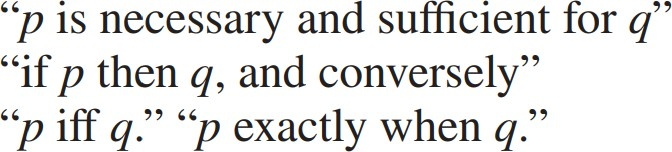 “p is necessary and sufficient for q”
“if p then q, and conversely”
“p iff q.” “p exactly when q.”